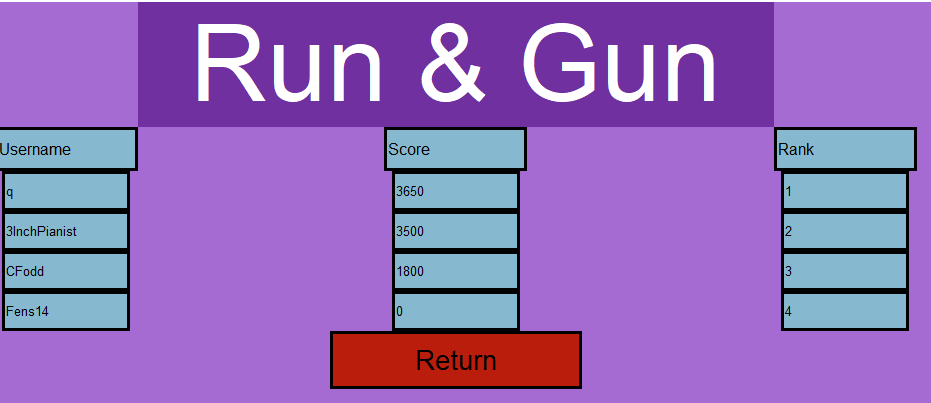 Run & Gun
Username Score Rank
q 3650 1
3InchPianist 3500 2
CFodd 1800 3
Fens14 0 4
Return